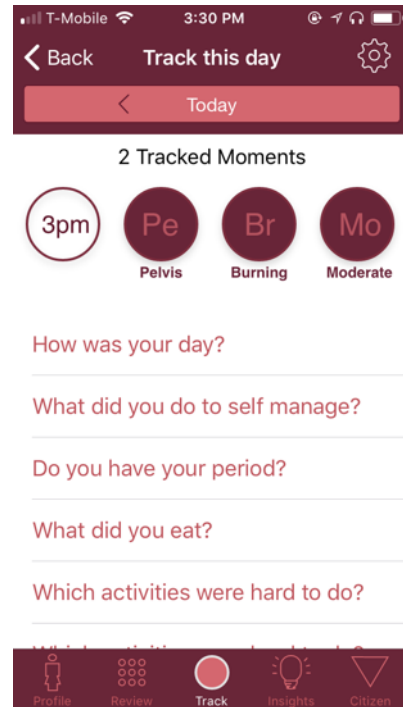 T-Mobile 3:30 PM
Back Track this day
Today
2 Tracked Moments
3pm Pe Br Mo
Pelvis Burning Moderate
How was your day?
What did you do to self manage?
Do you have your period?
What did you eat?
Which activities were hard to do?
Profile Review Track Insights Citizen